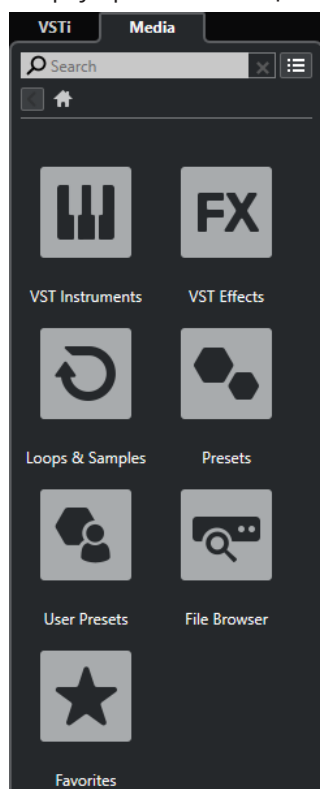 VSTi Media
Search
FX
VST Instruments VST Effects
Loops & Samples Presets
User Presets File Browser
Favorites